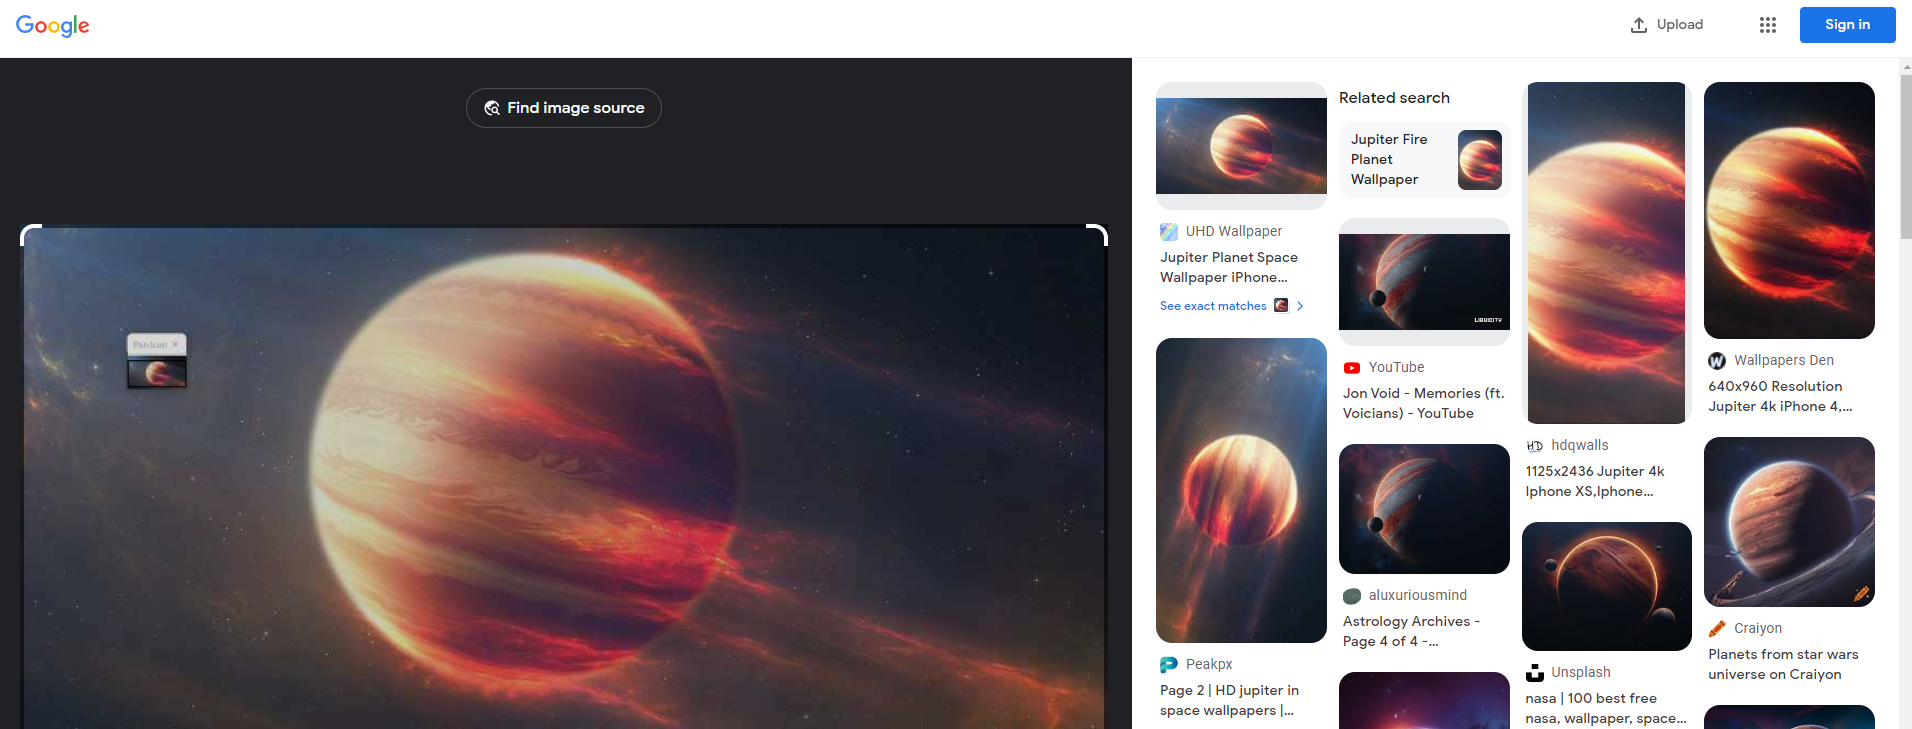 Google
Upload
Sign in
Find image source
Pan Icon ×
UHD Wallpaper
Jupiter Planet Space
Wallpaper iPhone...
See exact matches
Peakpx
Page 2 | HD jupiter in
space wallpapers |...
Related search
Jupiter Fire
Planet
Wallpaper
LIQUICITY
YouTube
Jon Void - Memories (ft.
Voicians) - YouTube
aluxuriousmind
Astrology Archives -
Page 4 of 4 -...
HD
hdqwalls
1125x2436 Jupiter 4k
Iphone XS,Iphone...
Unsplash
nasa | 100 best free
nasa, wallpaper, space...
W
Wallpapers Den
640x960 Resolution
Jupiter 4k iPhone 4,...
Craiyon
Planets from star wars
universe on Craiyon